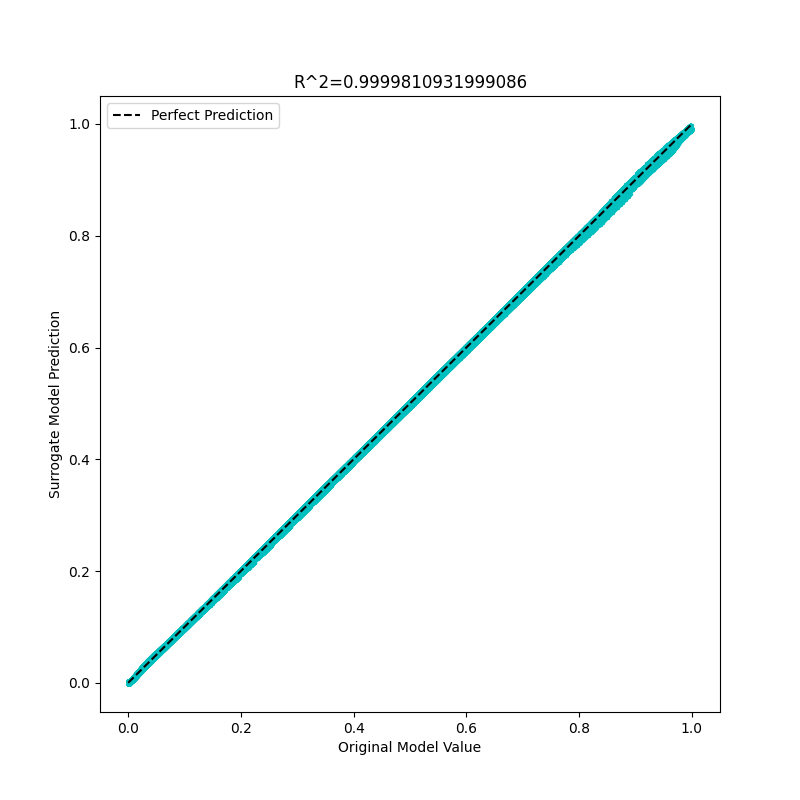 R^2=0.9999810931999086
Perfect Prediction
1.0
0.8
0.6
0.4
0.2
0.0
Surrogate Model Prediction
0.0 0.2 0.4 0.6 0.8 1.0
Original Model Value